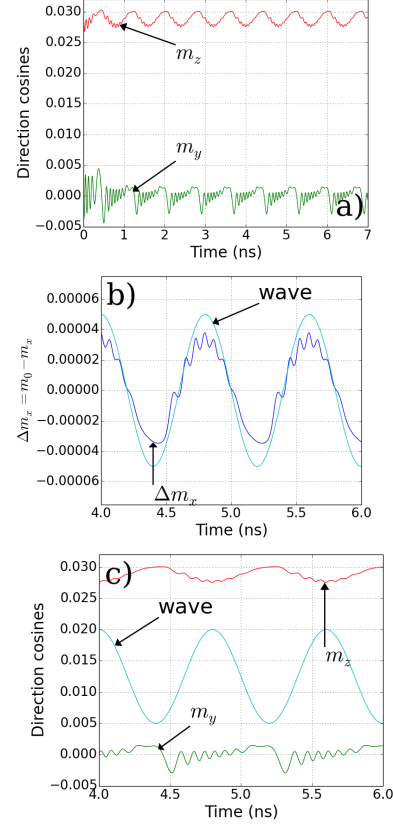 0.030
0.025
0.020
0.015
0.010
0.005
0.000
−0.005
Direction cosines
m_z
m_y
a)
0 1 2 3 4 5 6 7
Time (ns)
b)
wave
0.00006
0.00004
0.00002
0.00000
−0.00002
−0.00004
−0.00006
Δm_x = m_0 − m_x
Δm_x
4.0 4.5 5.0 5.5 6.0
Time (ns)
c)
0.030
0.025
0.020
0.015
0.010
0.005
0.000
−0.005
Direction cosines
wave
m_z
m_y
4.0 4.5 5.0 5.5 6.0
Time (ns)